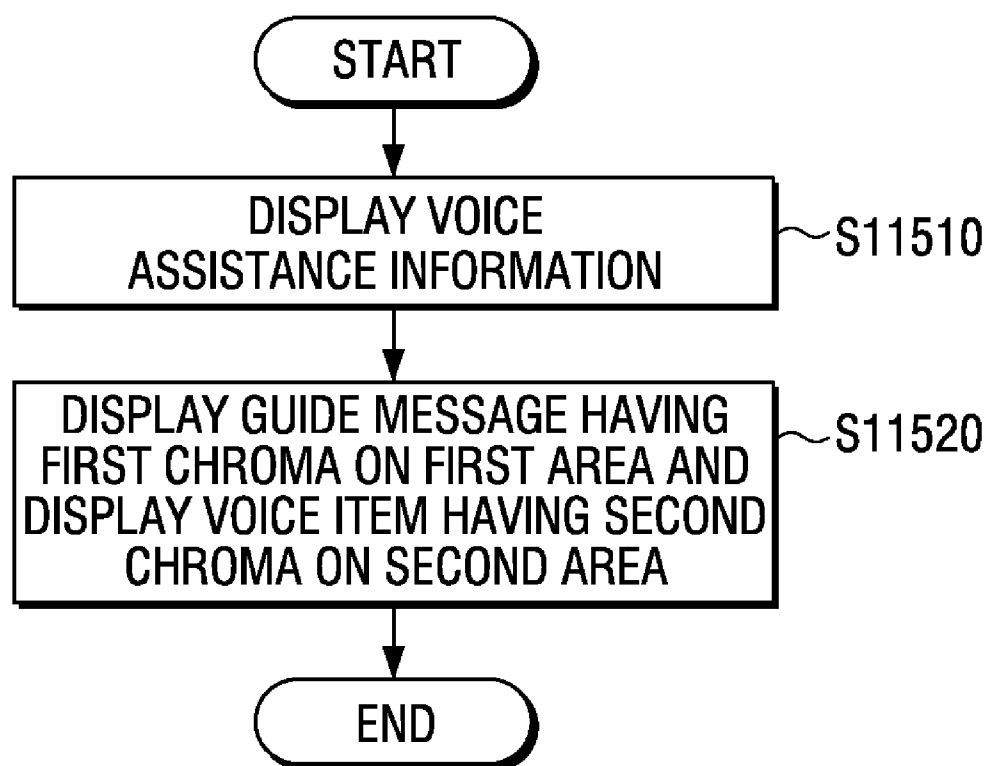 START
DISPLAY VOICE
ASSISTANCE INFORMATION
S11510
DISPLAY GUIDE MESSAGE HAVING
FIRST CHROMA ON FIRST AREA AND
DISPLAY VOICE ITEM HAVING SECOND
CHROMA ON SECOND AREA
S11520
END